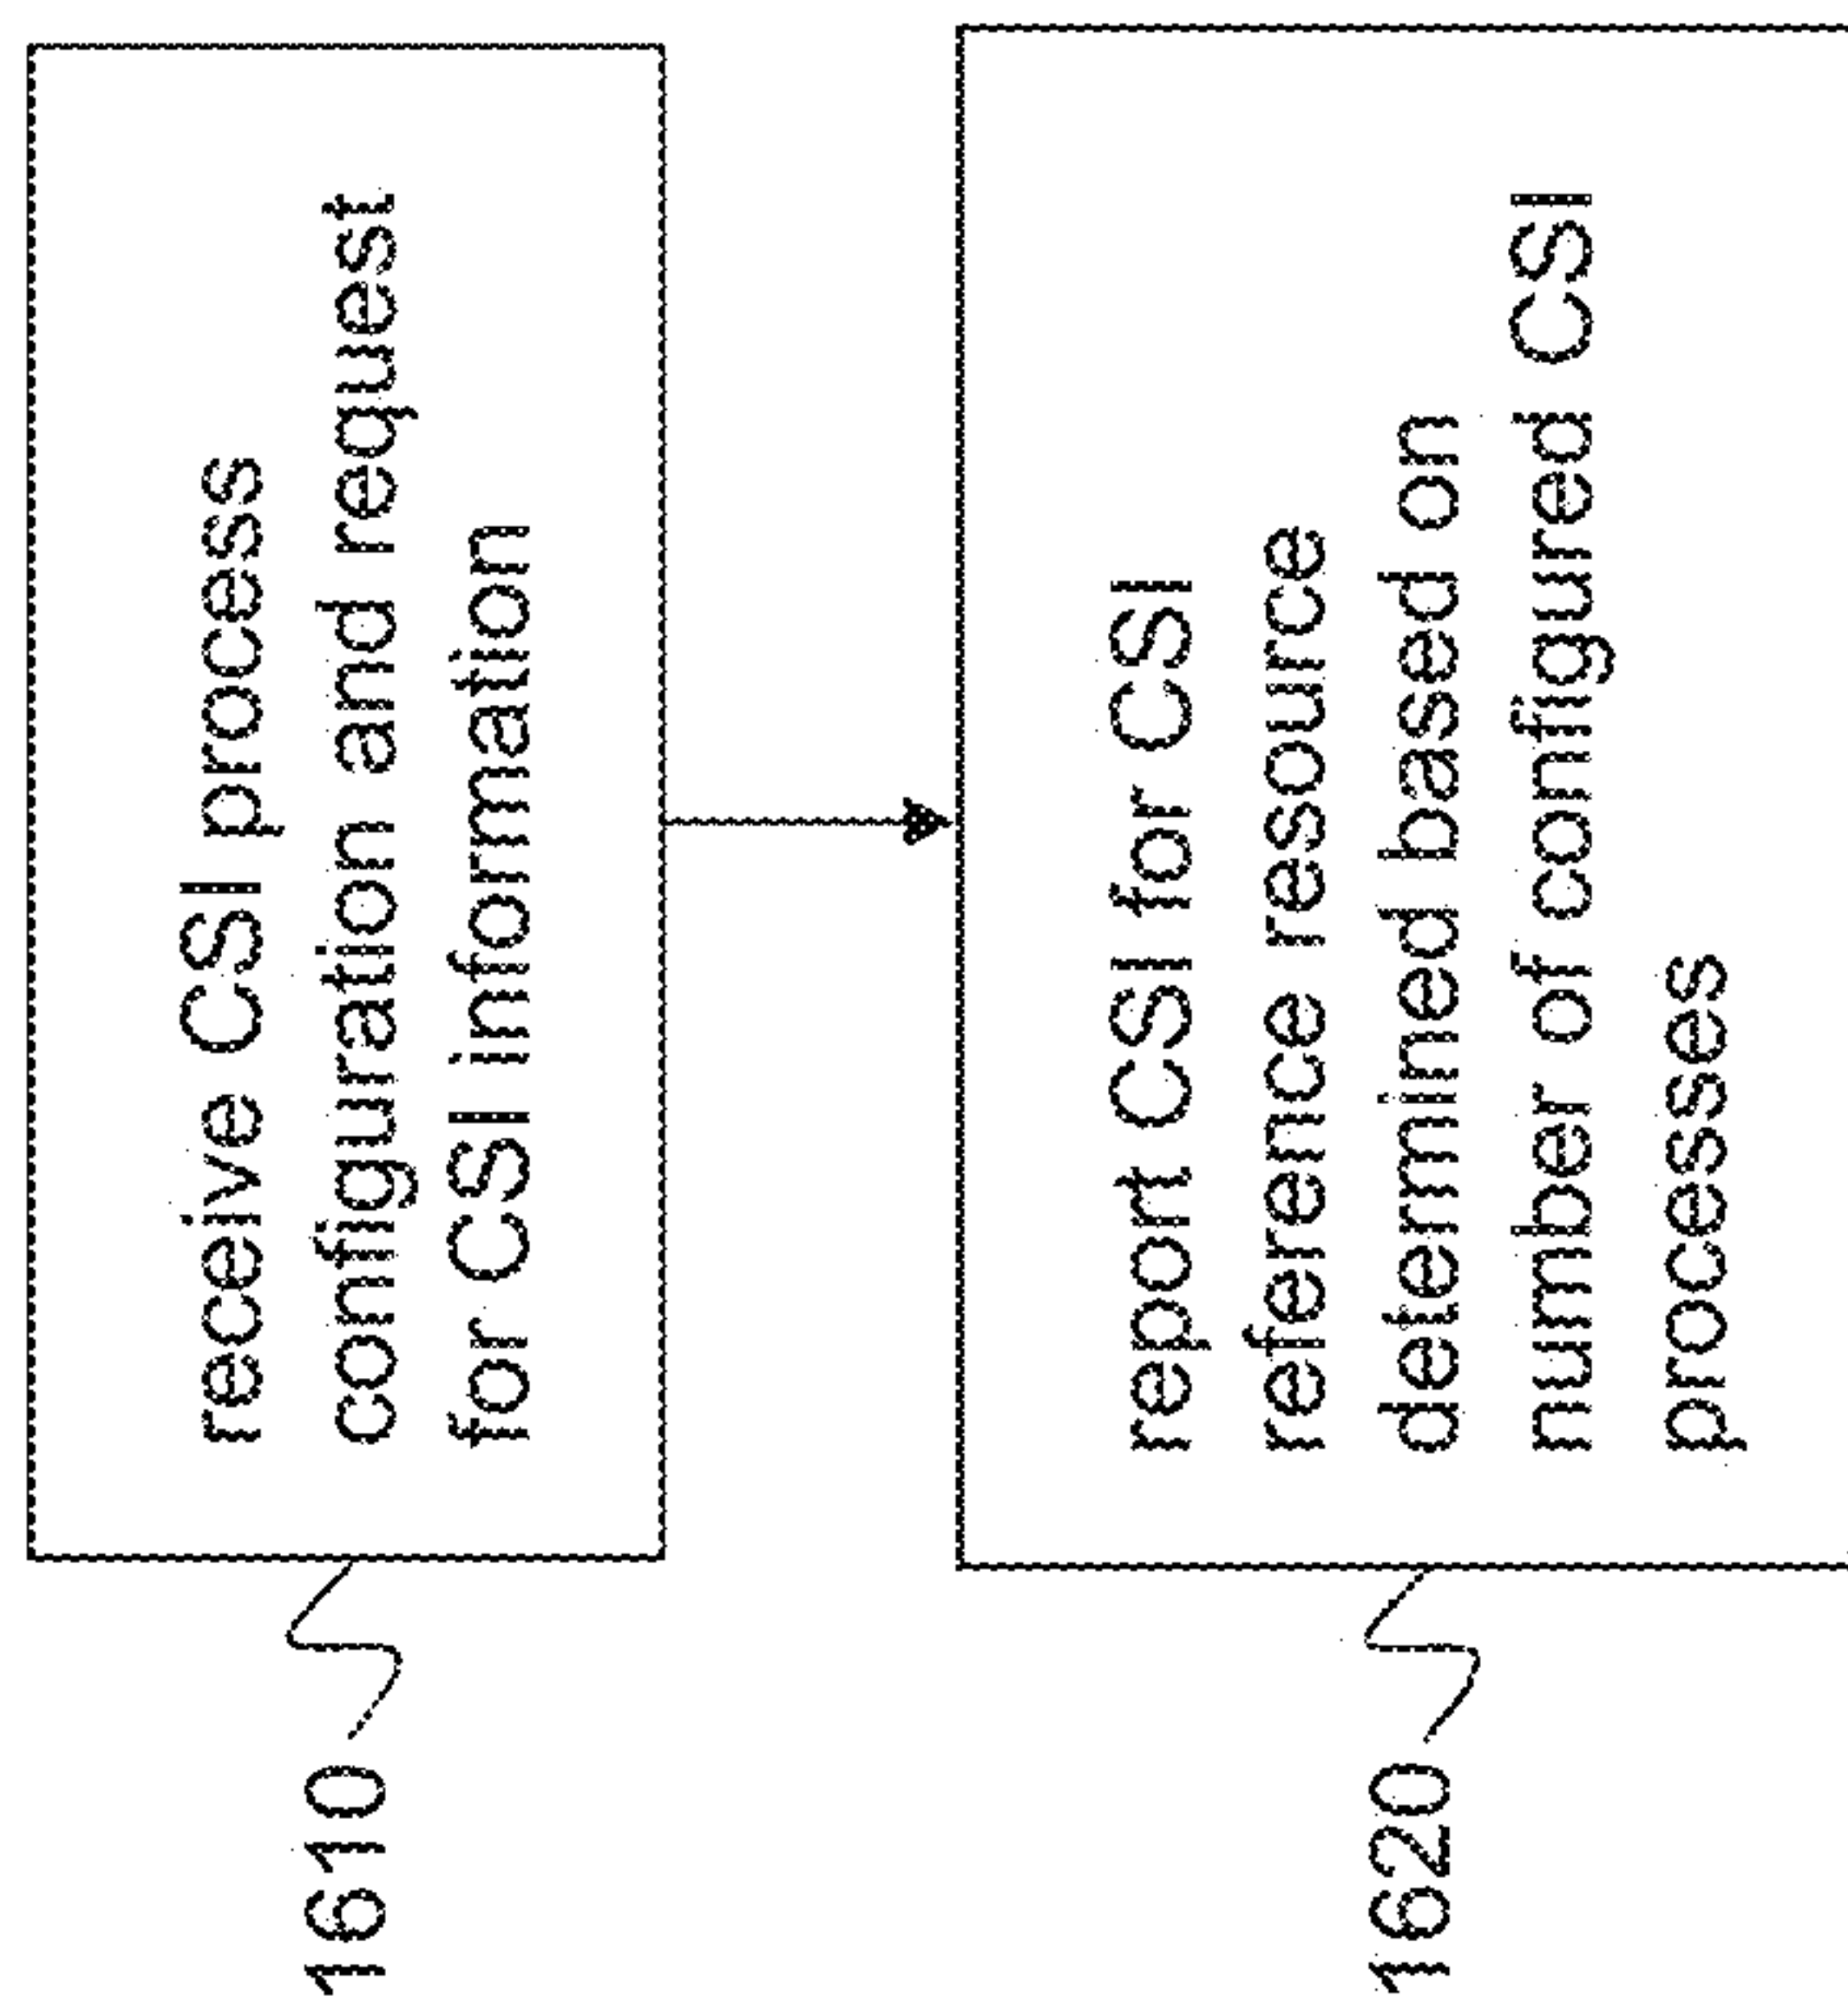 1610
receive CSI process
configuration and request
for CSI information
1620
report CSI for CSI
reference resource
determined based on
number of configured CSI
processes